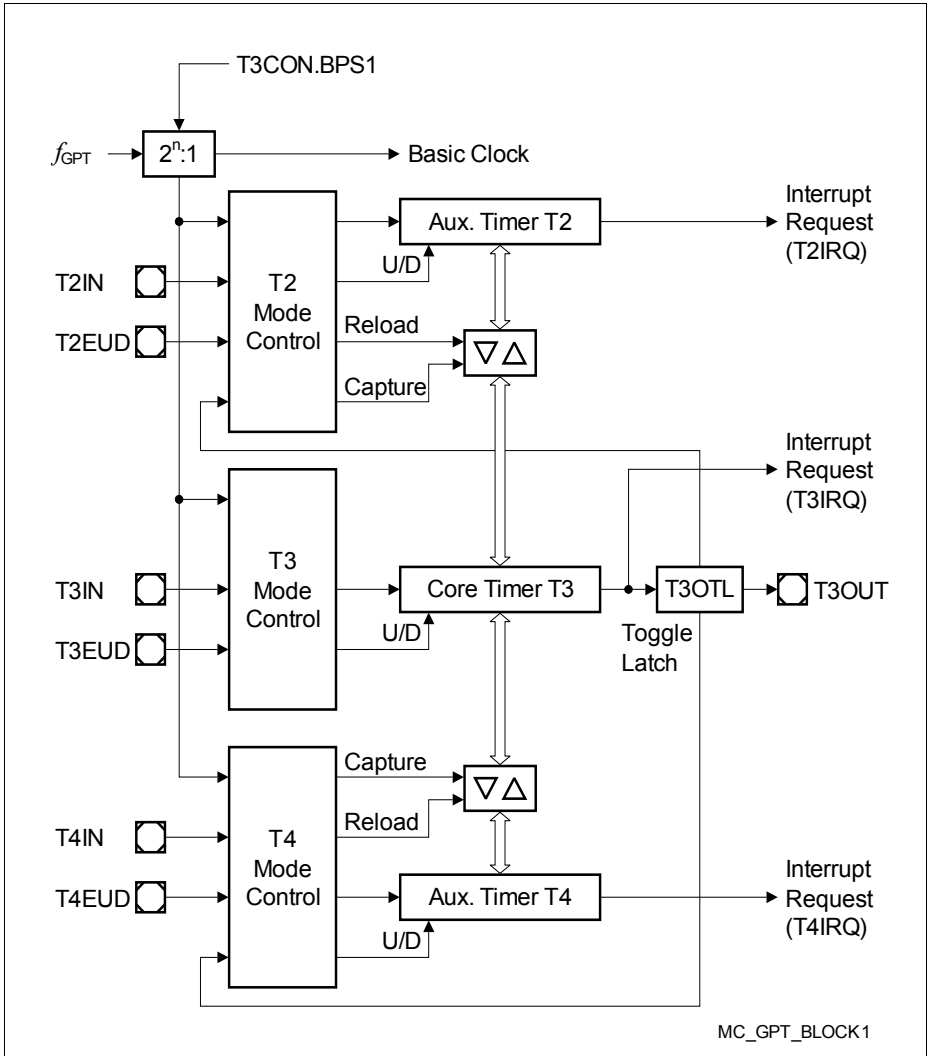 T3CON.BPS1
fGPT
2ⁿ:1
Basic Clock
Interrupt
Request
(T2IRQ)
Aux. Timer T2
U/D
T2IN
T2
Mode
Control
T2EUD
Reload
Capture
Interrupt
Request
(T3IRQ)
T3
Mode
Control
T3IN
Core Timer T3
T3OTL
T3OUT
U/D
T3EUD
Toggle
Latch
Capture
Reload
T4IN
T4
Mode
Control
T4EUD
Aux. Timer T4
U/D
Interrupt
Request
(T4IRQ)
MC_GPT_BLOCK1